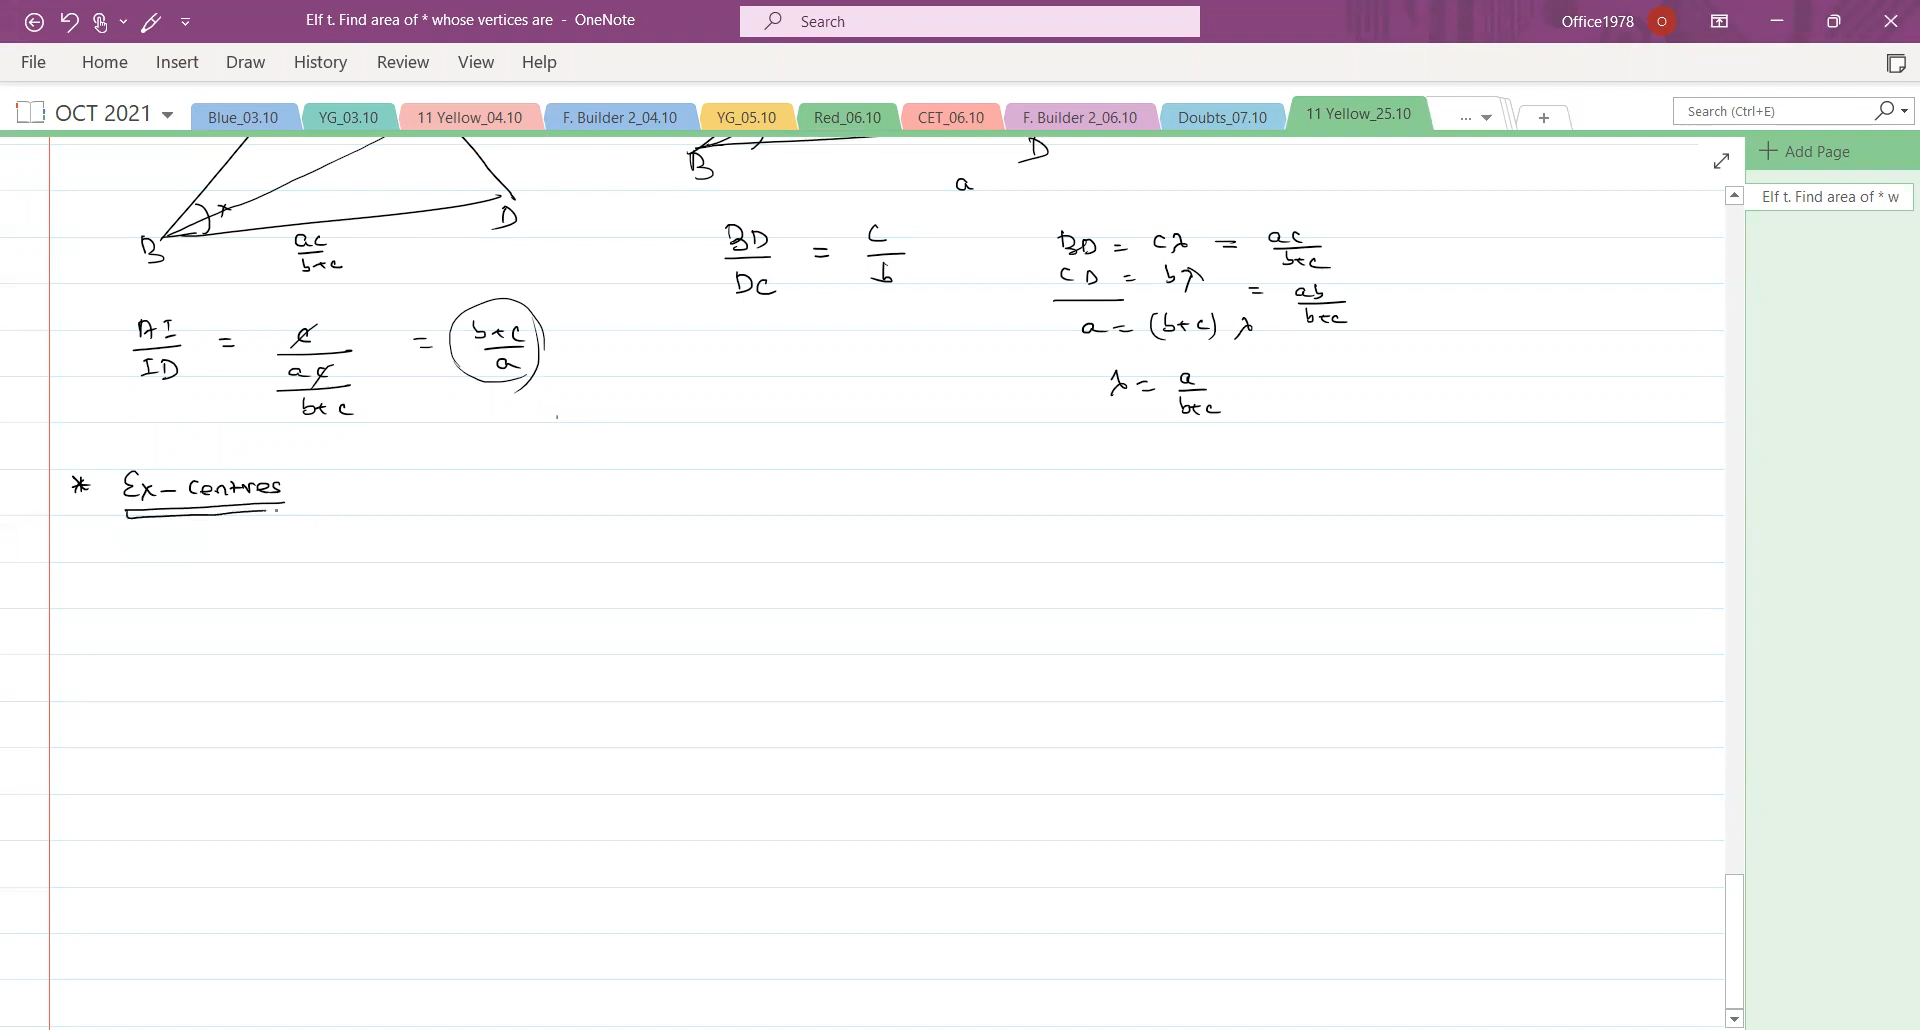 Elf t. Find area of * whose vertices are - OneNote
Search
Office1978 O
File Home Insert Draw History Review View Help
OCT 2021
Blue_03.10 YG_03.10 11 Yellow_04.10 F. Builder 2_04.10 YG_05.10 Red_06.10 CET_06.10 F. Builder 2_06.10 Doubts_07.10 11 Yellow_25.10 ... +
Search (Ctrl+E)
Add Page
Elf t. Find area of * w
B D
a
x
B D
ac/b+c
BD/DC = c/b
BD = cλ = ac/b+c
CD = bλ = ab/b+c
a = (b+c) λ
λ = a/b+c
AI/ID = c/(ac/b+c) = b+c/a
* Ex-centres